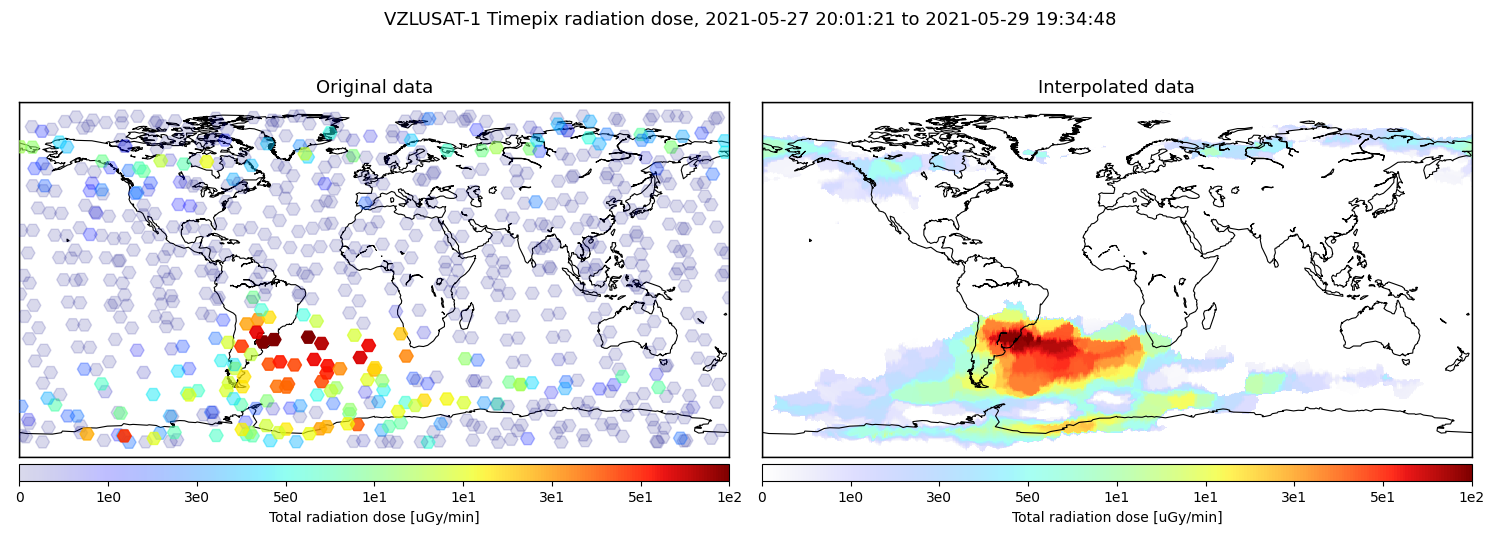 VZLUSAT-1 Timepix radiation dose, 2021-05-27 20:01:21 to 2021-05-29 19:34:48
Original data
Interpolated data
0 1e0 3e0 5e0 1e1 1e1 3e1 5e1 1e2
Total radiation dose [uGy/min]
0 1e0 3e0 5e0 1e1 1e1 3e1 5e1 1e2
Total radiation dose [uGy/min]